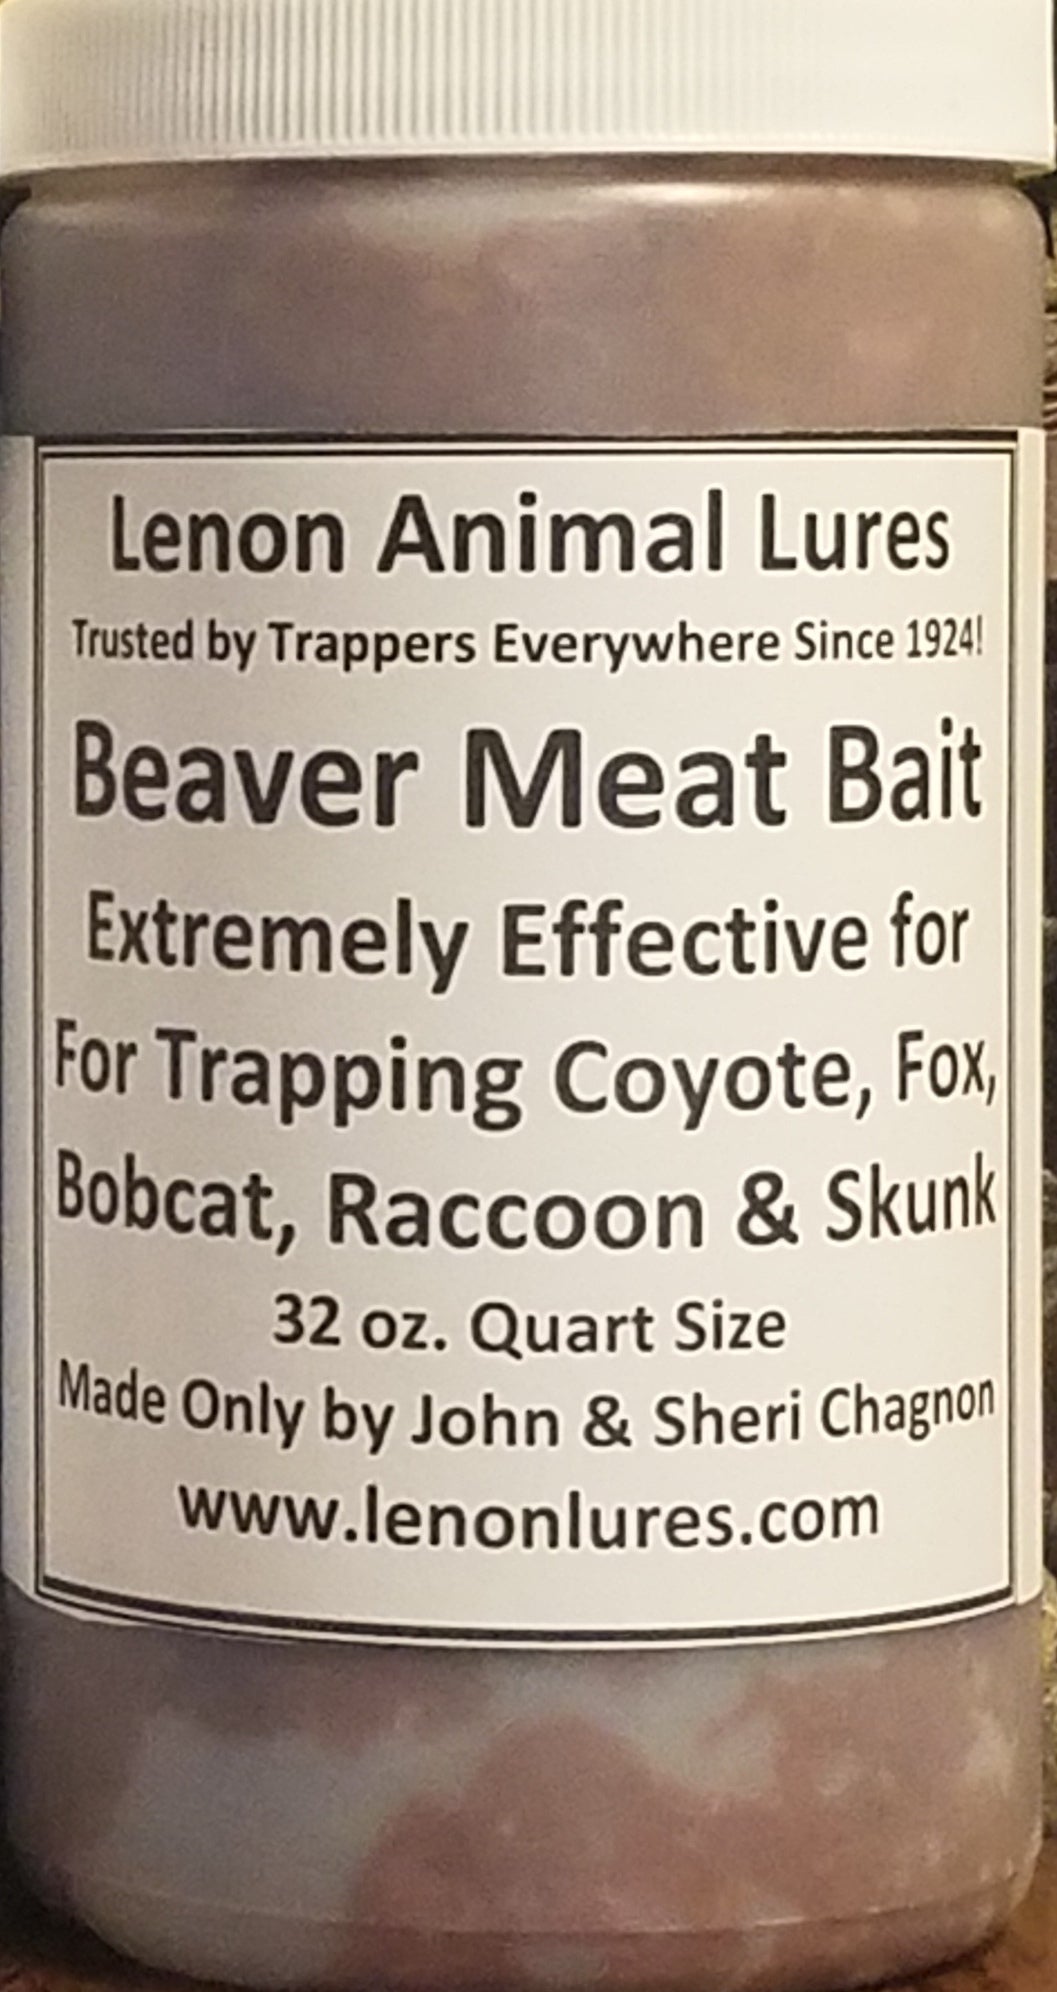 Lenon Animal Lures
Trusted by Trappers Everywhere Since 1924!
Beaver Meat Bait
Extremely Effective for
For Trapping Coyote, Fox,
Bobcat, Raccoon & Skunk
32 oz. Quart Size
Made Only by John & Sheri Chagnon
www.lenonlures.com